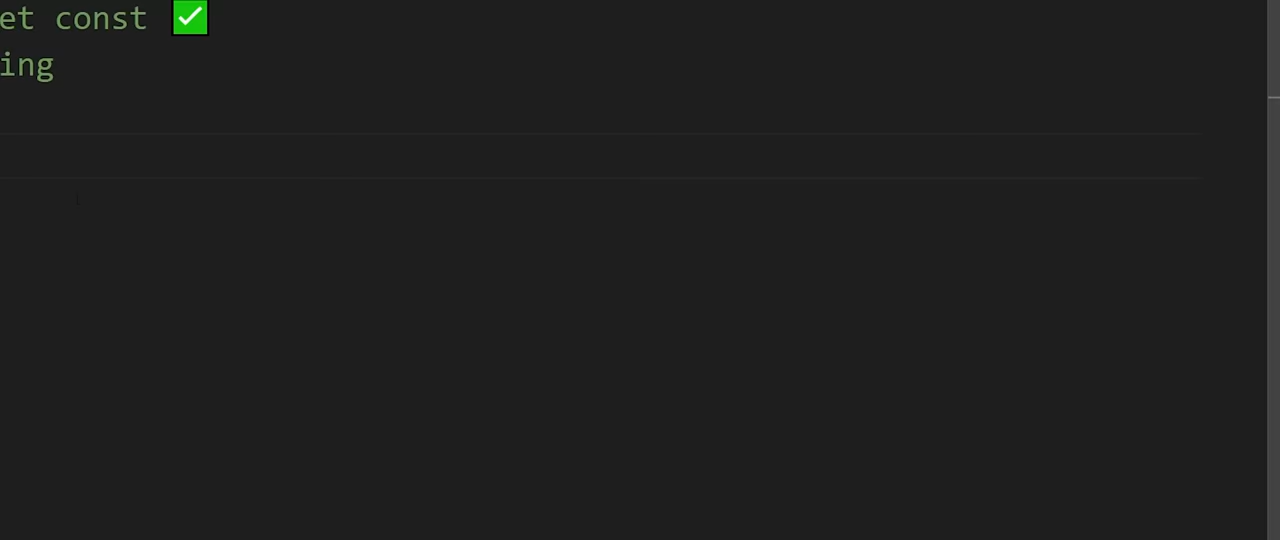 et const ✅
ing